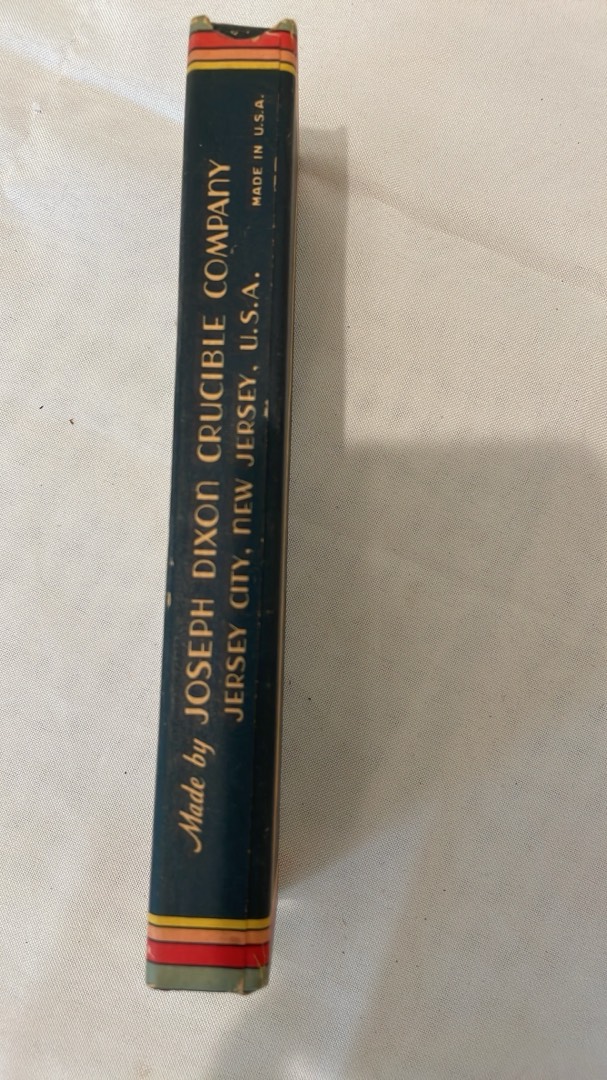 Made by JOSEPH DIXON CRUCIBLE COMPANY
JERSEY CITY, NEW JERSEY, U.S.A.
MADE IN U.S.A.